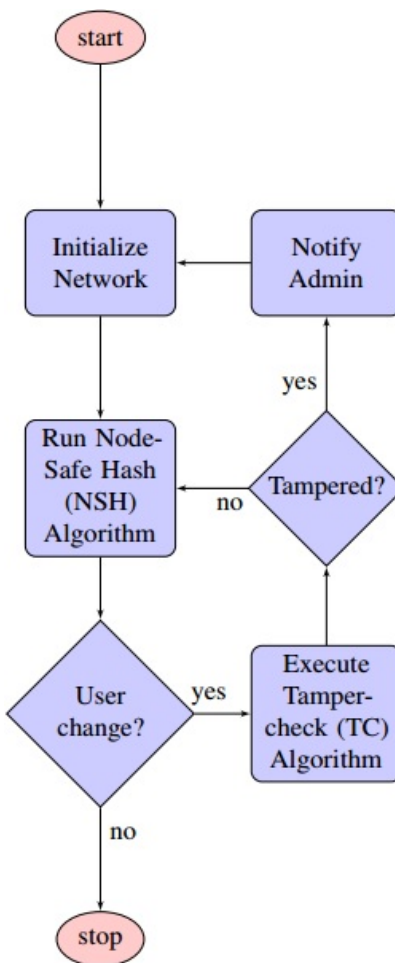 start
Initialize
Network
Notify
Admin
yes
Run Node-
Safe Hash
(NSH)
Algorithm
no
Tampered?
User
change?
yes
Execute
Tamper-
check (TC)
Algorithm
no
stop